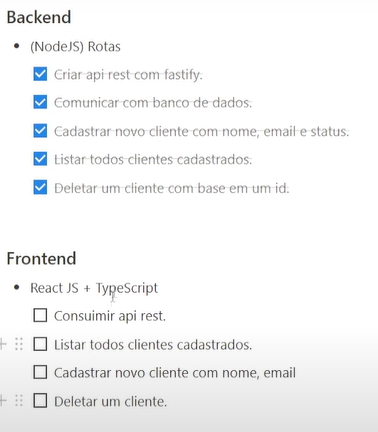 Backend
(NodeJS) Rotas
Criar api rest com fastify.
Comunicar com banco de dados.
Cadastrar novo cliente com nome, email e status.
Listar todos clientes cadastrados.
Deletar um cliente com base em um id.
Frontend
React JS + TypeScript
Consuimir api rest.
Listar todos clientes cadastrados.
Cadastrar novo cliente com nome, email
Deletar um cliente.